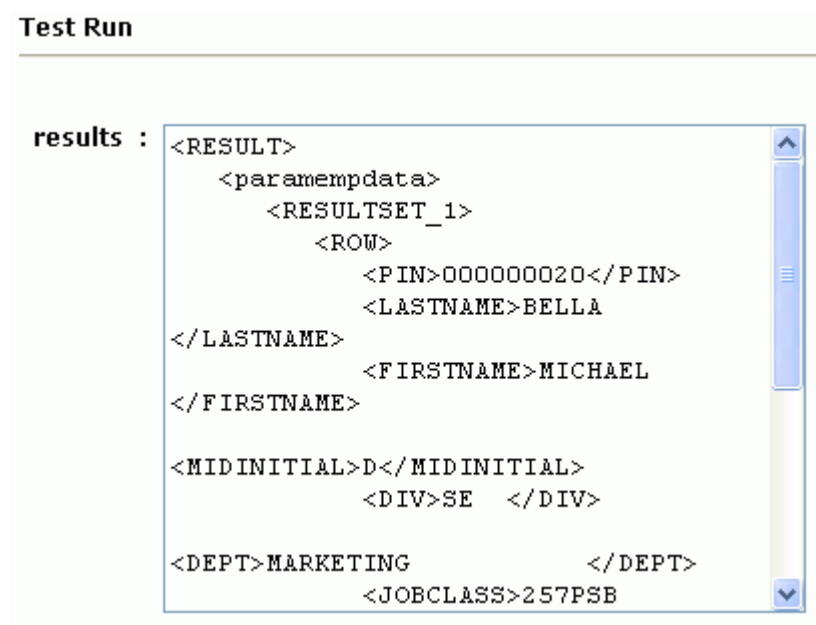 Test Run
results :
<RESULT>
<paramempdata>
<RESULTSET_1>
<ROW>
<PIN>000000020</PIN>
<LASTNAME>BELLA
</LASTNAME>
<FIRSTNAME>MICHAEL
</FIRSTNAME>
<MIDINITIAL>D</MIDINITIAL>
<DIV>SE  </DIV>
<DEPT>MARKETING            </DEPT>
<JOBCLASS>257PSB